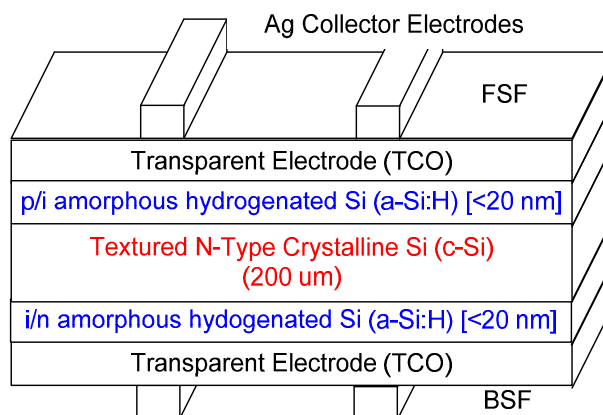 Ag Collector Electrodes
FSF
Transparent Electrode (TCO)
p/i amorphous hydrogenated Si (a-Si:H) [<20 nm]
Textured N-Type Crystalline Si (c-Si)
(200 um)
i/n amorphous hydogenated Si (a-Si:H) [<20 nm]
Transparent Electrode (TCO)
BSF